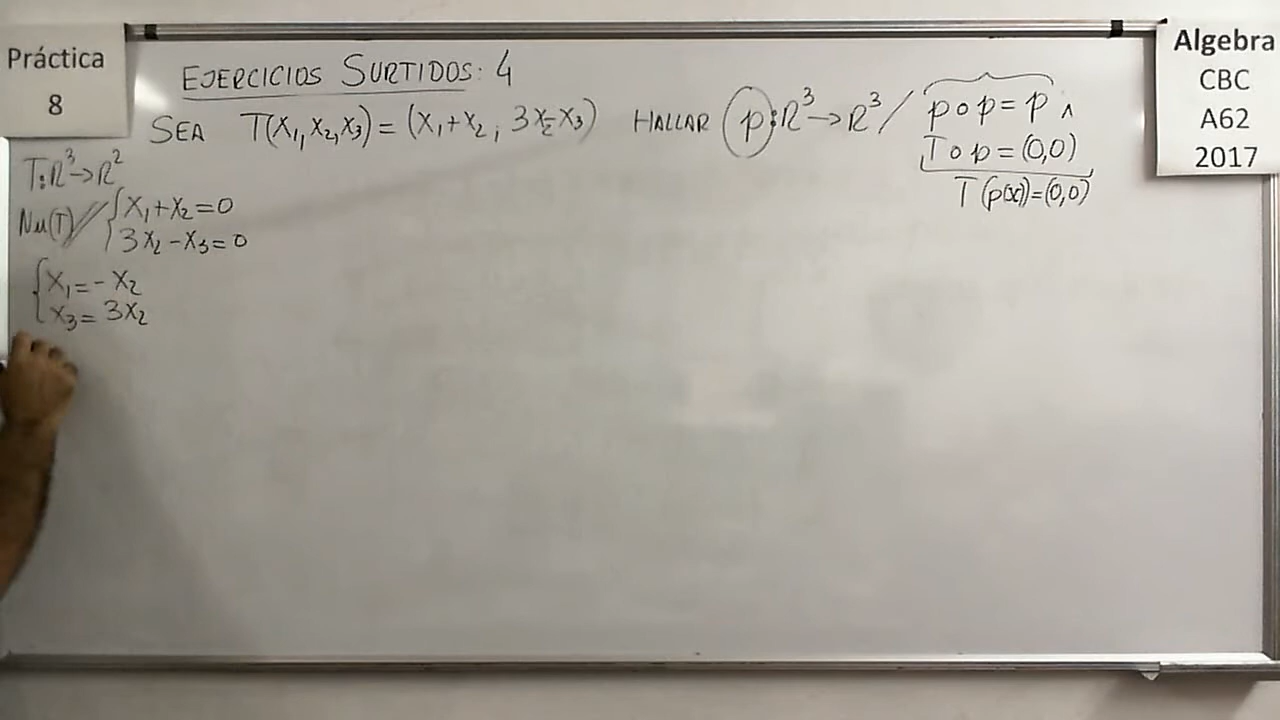 Práctica
8
EJERCICIOS SURTIDOS: 4
SEA T(x₁, x₂, x₃) = (x₁+x₂, 3x₂-x₃) HALLAR p: R³→R³ / p∘p=p ∧
T∘p=(0,0)
T(p(x))=(0,0)
T:R³→R²
Nu(T) // { x₁+x₂=0
3x₂-x₃=0
{ x₁=-x₂
x₃=3x₂
Algebra
CBC
A62
2017